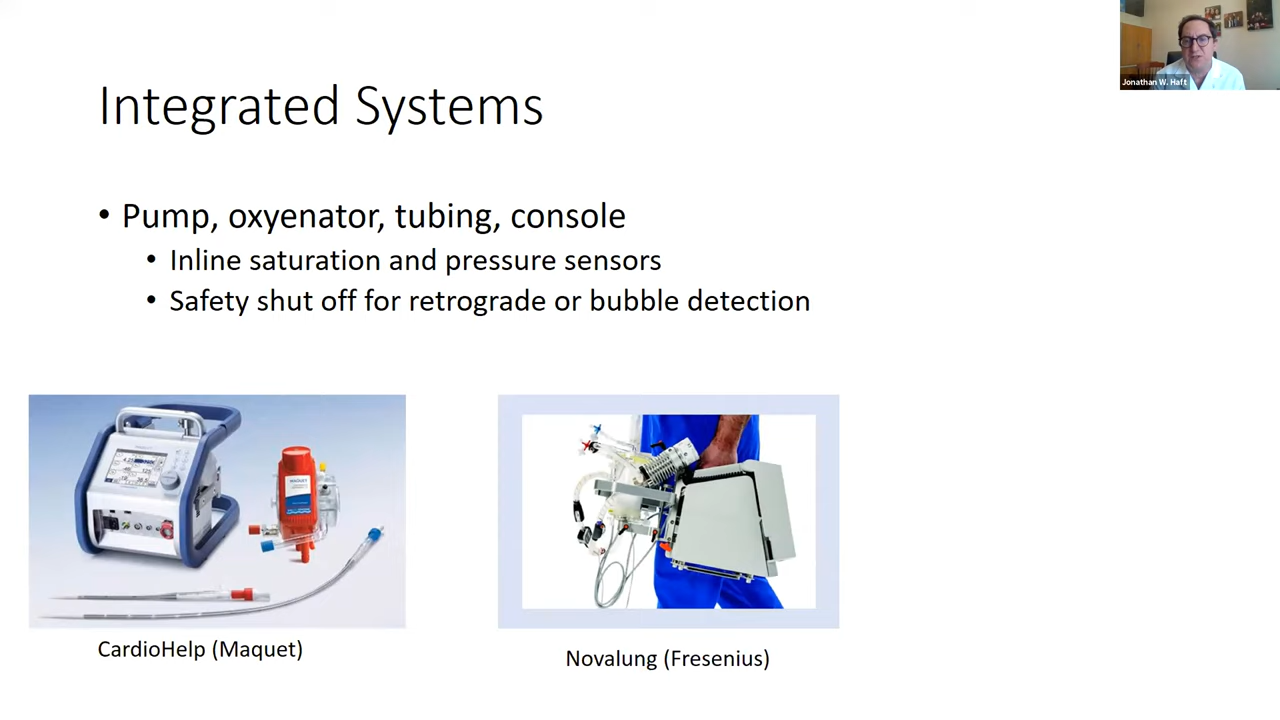 Jonathan W. Haft
Integrated Systems
• Pump, oxyenator, tubing, console
• Inline saturation and pressure sensors
• Safety shut off for retrograde or bubble detection
MAQUET
CardioHelp (Maquet)
Novalung (Fresenius)